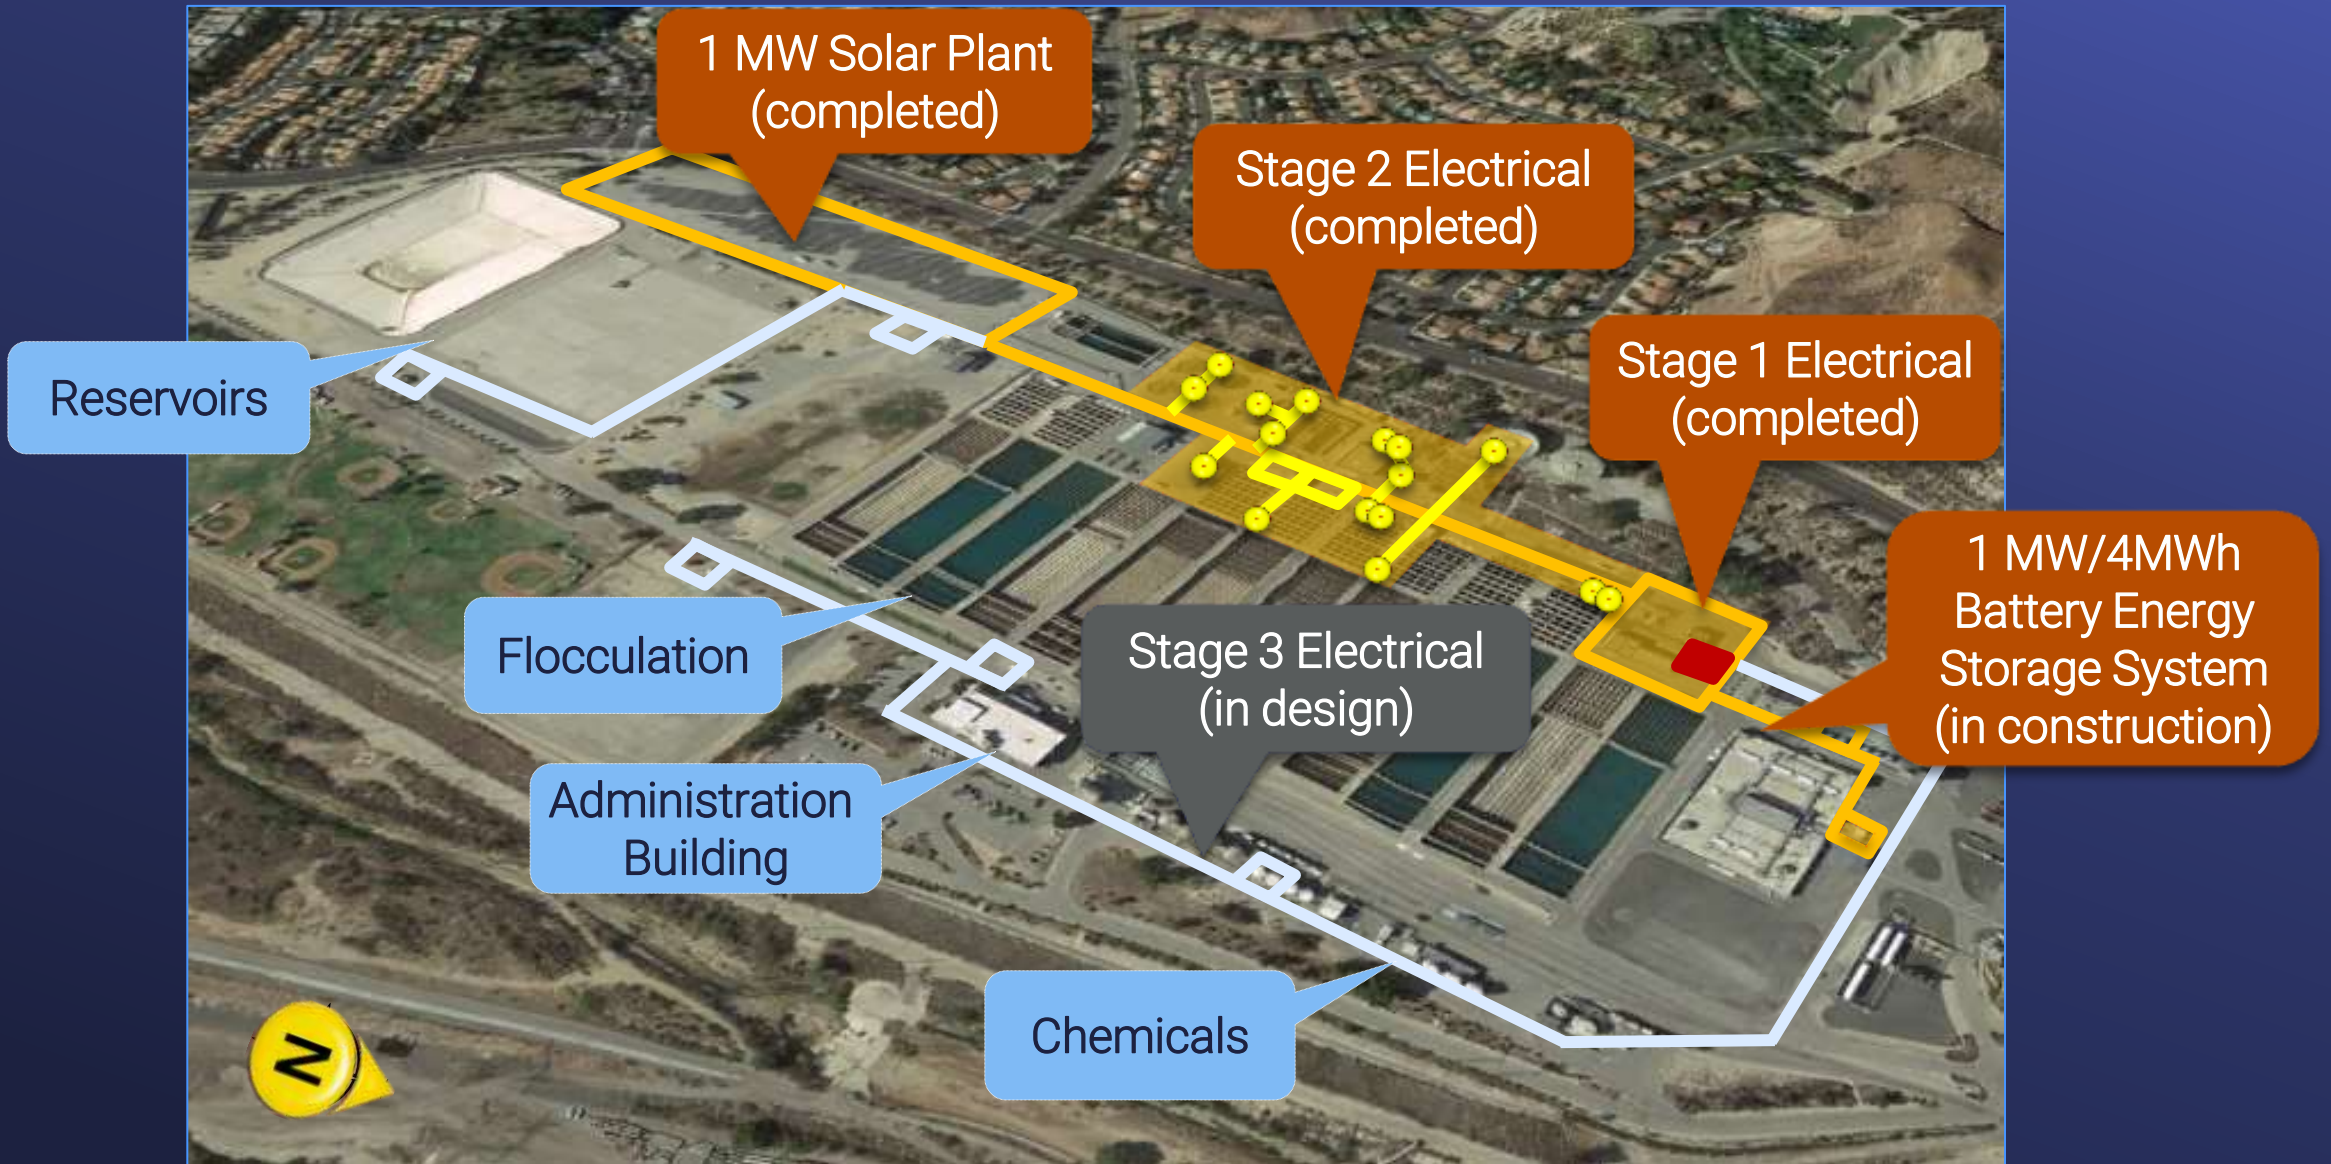 1 MW Solar Plant
(completed)
Stage 2 Electrical
(completed)
Stage 1 Electrical
(completed)
Reservoirs
1 MW/4MWh
Battery Energy
Storage System
(in construction)
Flocculation
Stage 3 Electrical
(in design)
Administration
Building
Chemicals
N